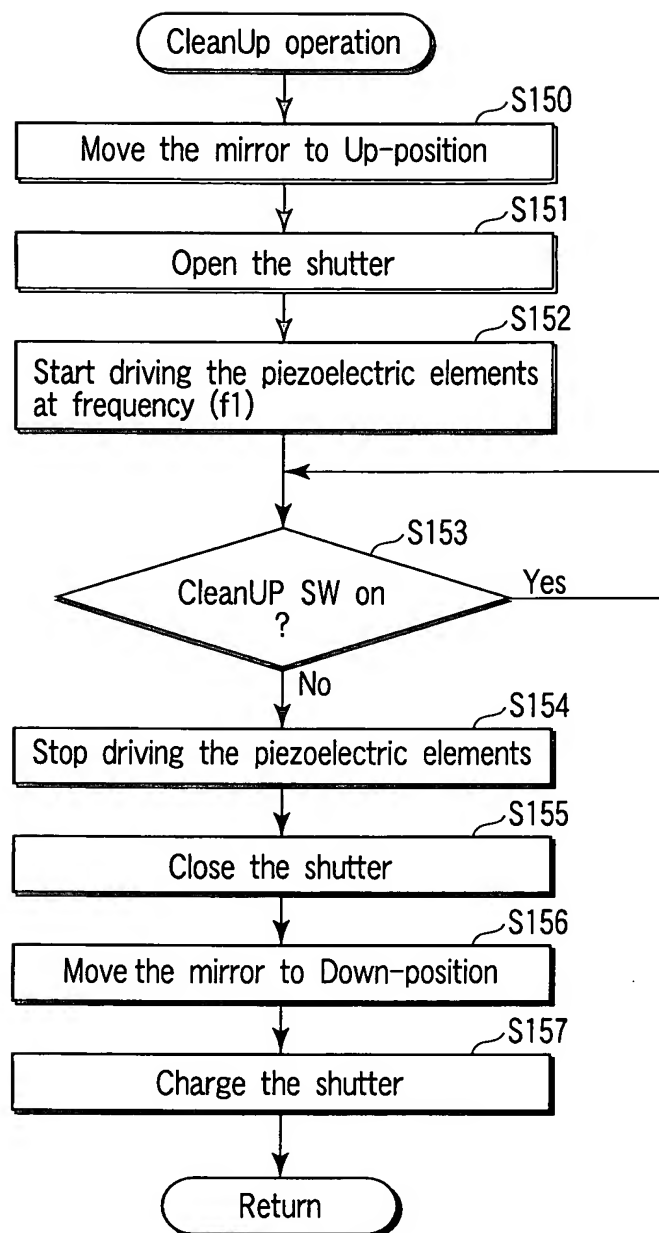 CleanUp operation
S150
Move the mirror to Up-position
S151
Open the shutter
S152
Start driving the piezoelectric elements
at frequency (f1)
S153
CleanUP SW on
?
Yes
No
S154
Stop driving the piezoelectric elements
S155
Close the shutter
S156
Move the mirror to Down-position
S157
Charge the shutter
Return